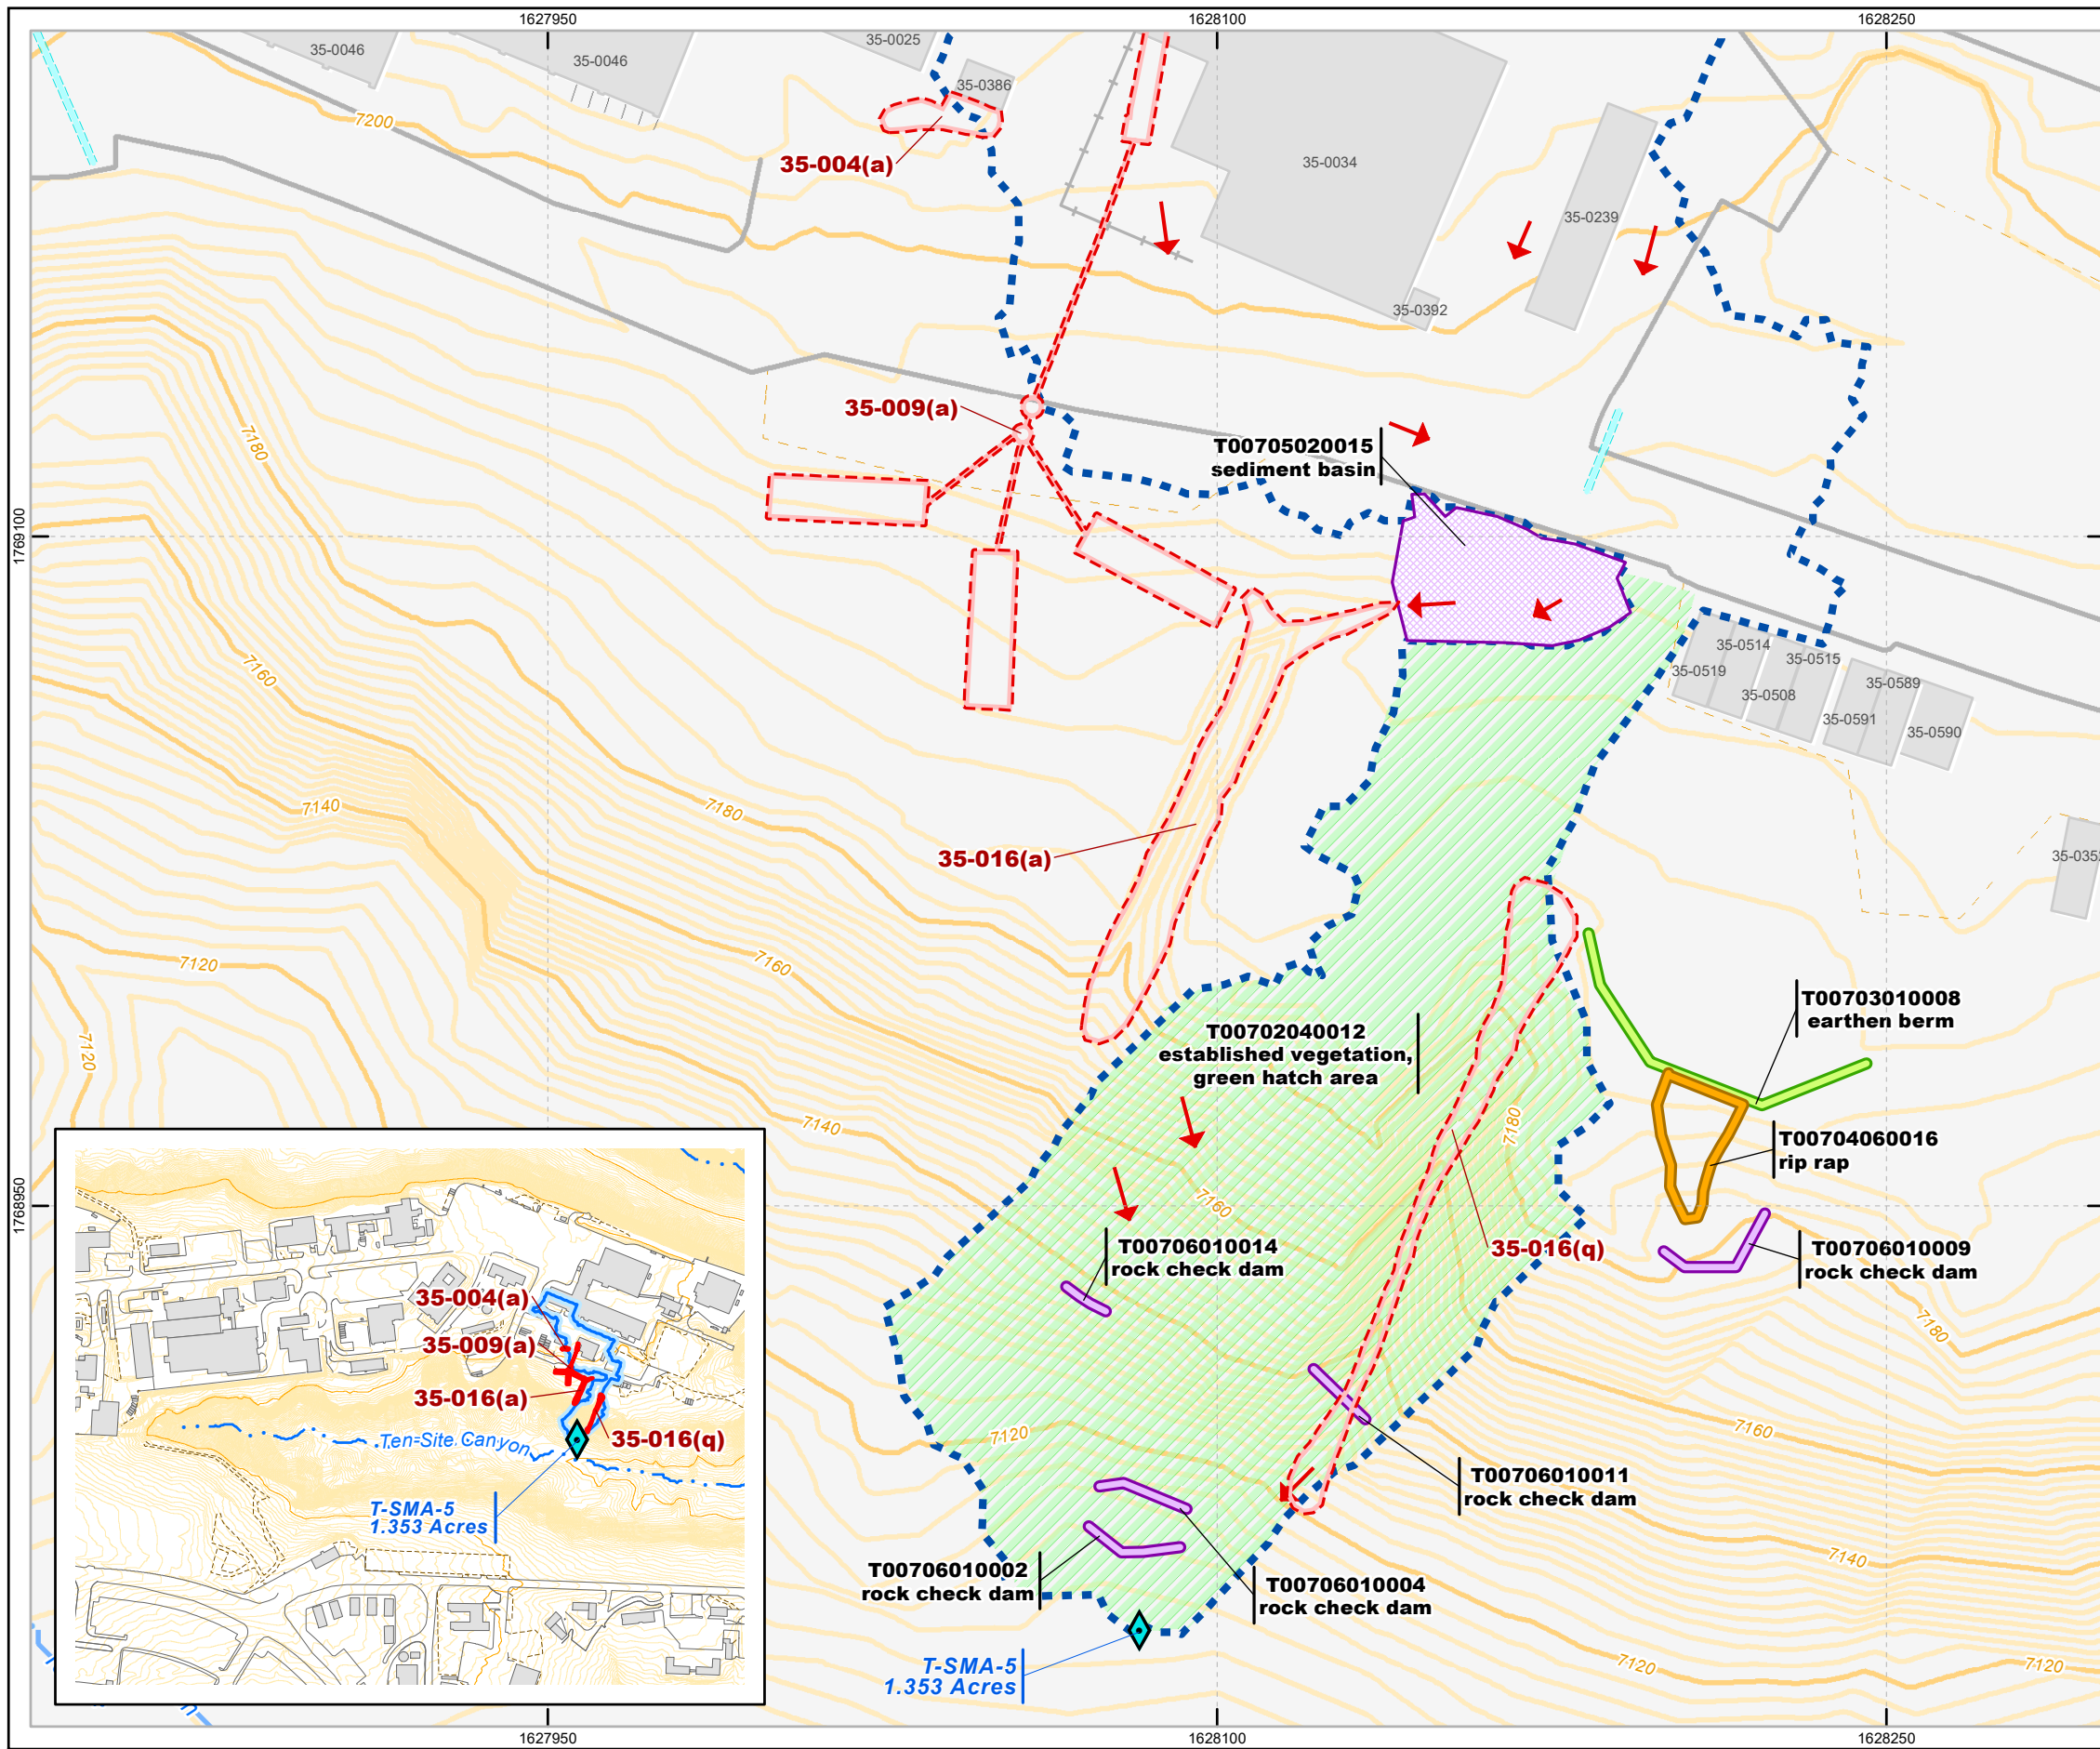 1627950
1628100
1628250
35-0046
35-0046
35-0025
35-0386
7200
35-004(a)
35-0034
35-0239
35-0392
35-009(a)
7180
T00705020015
sediment basin
1769100
35-0514
35-0515
35-0519
35-0508
35-0589
35-0591
35-0590
7160
7140
7180
35-016(a)
35-035
7120
7160
7120
T00703010008
earthen berm
T00702040012
established vegetation,
green hatch area
7140
7180
T00704060016
rip rap
1768950
7160
T00706010014
rock check dam
35-016(q)
T00706010009
rock check dam
7180
35-004(a)
35-009(a)
35-016(a)
35-016(q)
Ten-Site Canyon
T-SMA-5
1.353 Acres
7120
7160
T00706010011
rock check dam
7140
T00706010002
rock check dam
T00706010004
rock check dam
T-SMA-5
1.353 Acres
7120
7120
1627950
1628100
1628250